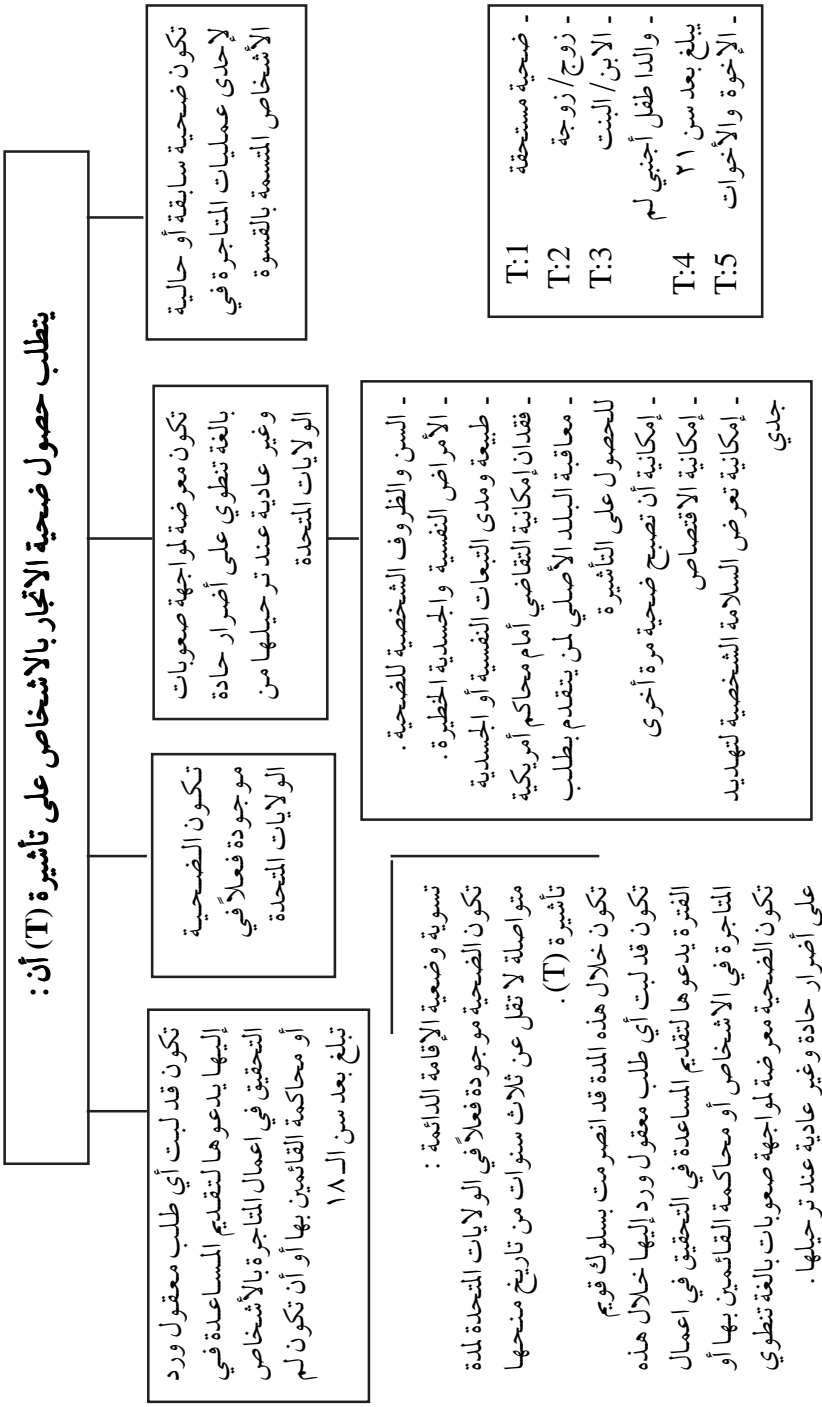 يتطلب حصول ضحية الاتجار بالاشخاص على تأشيرة (T) أن :
تكون ضحية سابقة أو حالية
لإحدى عمليات المتاجرة في
الأشخاص المتسمة بالقسوة
تكون معرضة لمواجهة صعوبات
بالغة تنطوي على أضرار حادة
وغير عادية عند ترحيلها من
الولايات المتحدة
تكون الضحية
موجودة فعلاً في
الولايات المتحدة
تكون قد لبت أي طلب معقول ورد
إليها يدعوها لتقديم المساعدة في
التحقيق في اعمال المتاجرة بالأشخاص
أو محاكمة القائمين بها أو أن تكون لم
تبلغ بعد سن الـ ١٨
T:1 - ضحية مستحقة
T:2 - زوج/ زوجة
T:3 - الابن/ البنت
- والدا طفل أجنبي لم
T:4 يبلغ بعد سن ٢١
T:5 - الإخوة والأخوات
- السن والظروف الشخصية للضحية .
- الأمراض النفسية والجسدية الخطيرة .
- طبيعة ومدى التبعات النفسية أو الجسدية
- فقدان إمكانية التقاضي أمام محاكم أمريكية
- معاقبة البلد الأصلي لمن يتقدم بطلب
للحصول على التأشيرة
- إمكانية أن تصبح ضحية مرة أخرى
- إمكانية الاقتصاص
- إمكانية تعرض السلامة الشخصية لتهديد
جدي
تسوية وضعية الإقامة الدائمة :
تكون الضحية موجودة فعلاً في الولايات المتحدة لمدة
متواصلة لا تقل عن ثلاث سنوات من تاريخ منحها
تأشيرة (T) .
تكون خلال هذه المدة قد انصرمت بسلوك قويم
تكون قد لبت أي طلب معقول ورد إليها خلال هذه
الفترة يدعوها لتقديم المساعدة في التحقيق في اعمال
المتاجرة في الاشخاص أو محاكمة القائمين بها أو
تكون الضحية معرضة لمواجهة صعوبات بالغة تنطوي
على أضرار حادة وغير عادية عند ترحيلها .